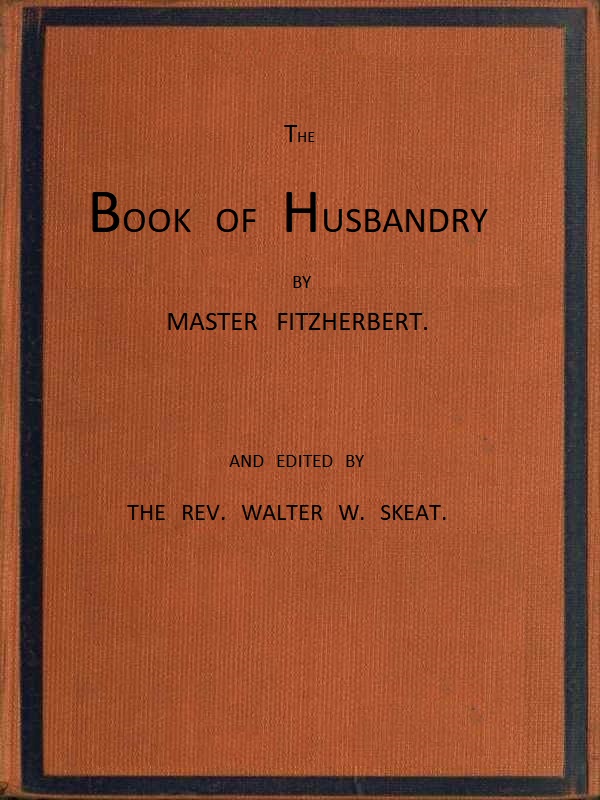 The
Book of Husbandry
BY
MASTER FITZHERBERT.
AND EDITED BY
THE REV. WALTER W. SKEAT.